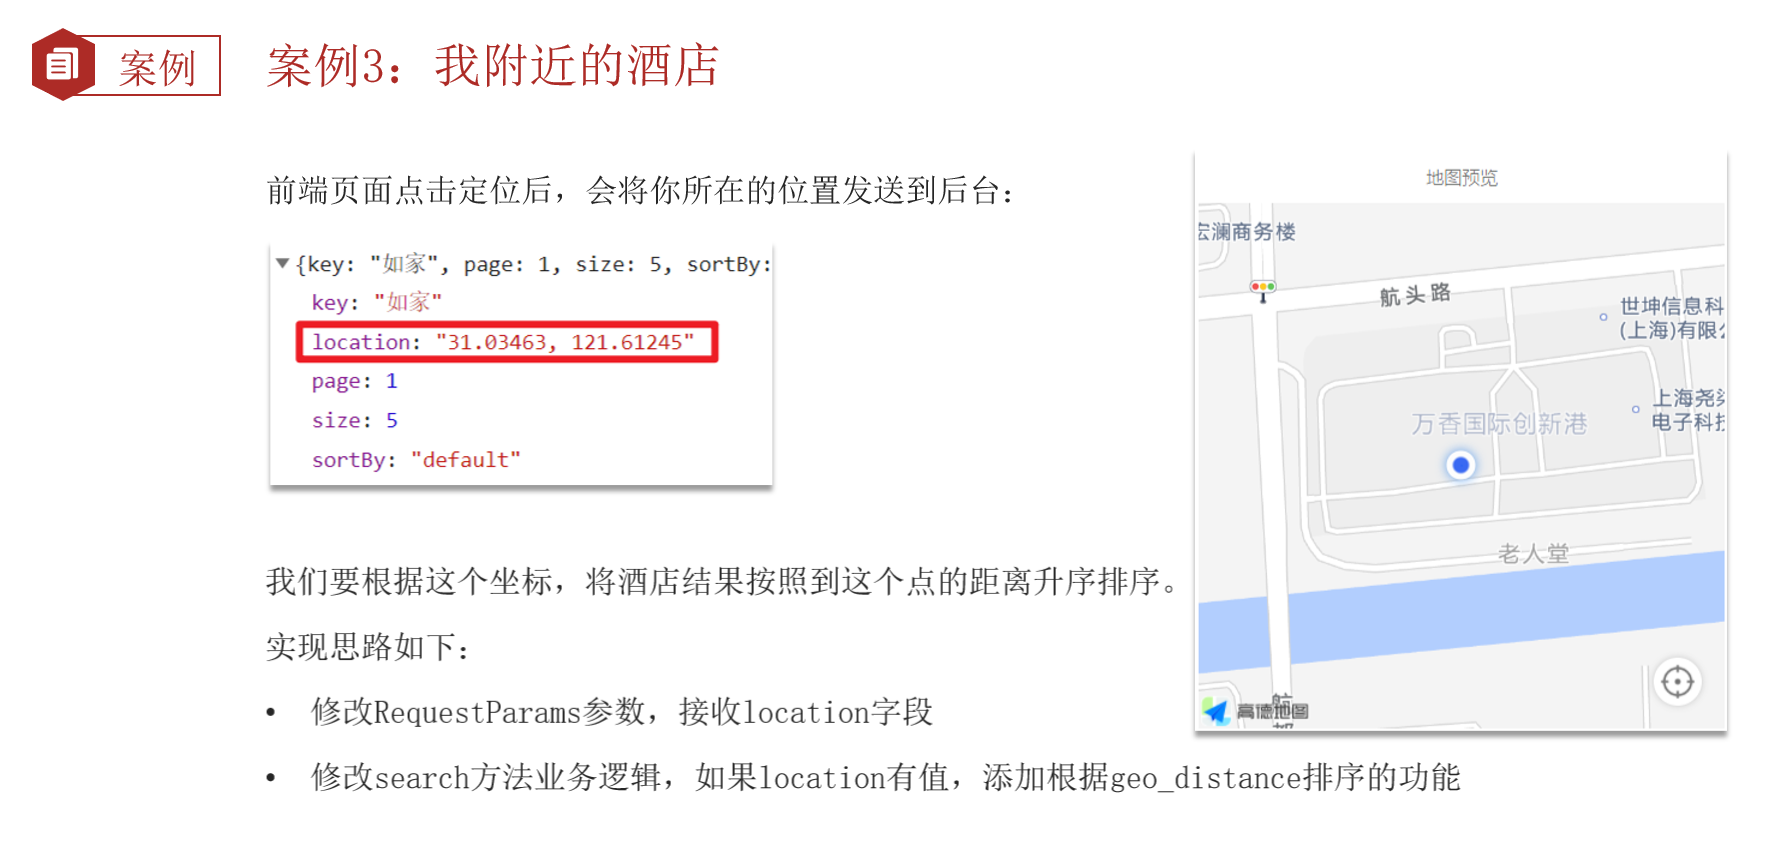 案例
案例3：我附近的酒店
前端页面点击定位后，会将你所在的位置发送到后台：
{key: "如家", page: 1, size: 5, sortBy:
key: "如家"
location: "31.03463, 121.61245"
page: 1
size: 5
sortBy: "default"
我们要根据这个坐标，将酒店结果按照到这个点的距离升序排序。
实现思路如下：
• 修改RequestParams参数，接收location字段
• 修改search方法业务逻辑，如果location有值，添加根据geo_distance排序的功能
地图预览
宏澜商务楼
航头路
世坤信息科
(上海)有限
上海尧
电子科技
万香国际创新港
老人堂
航
高德地图